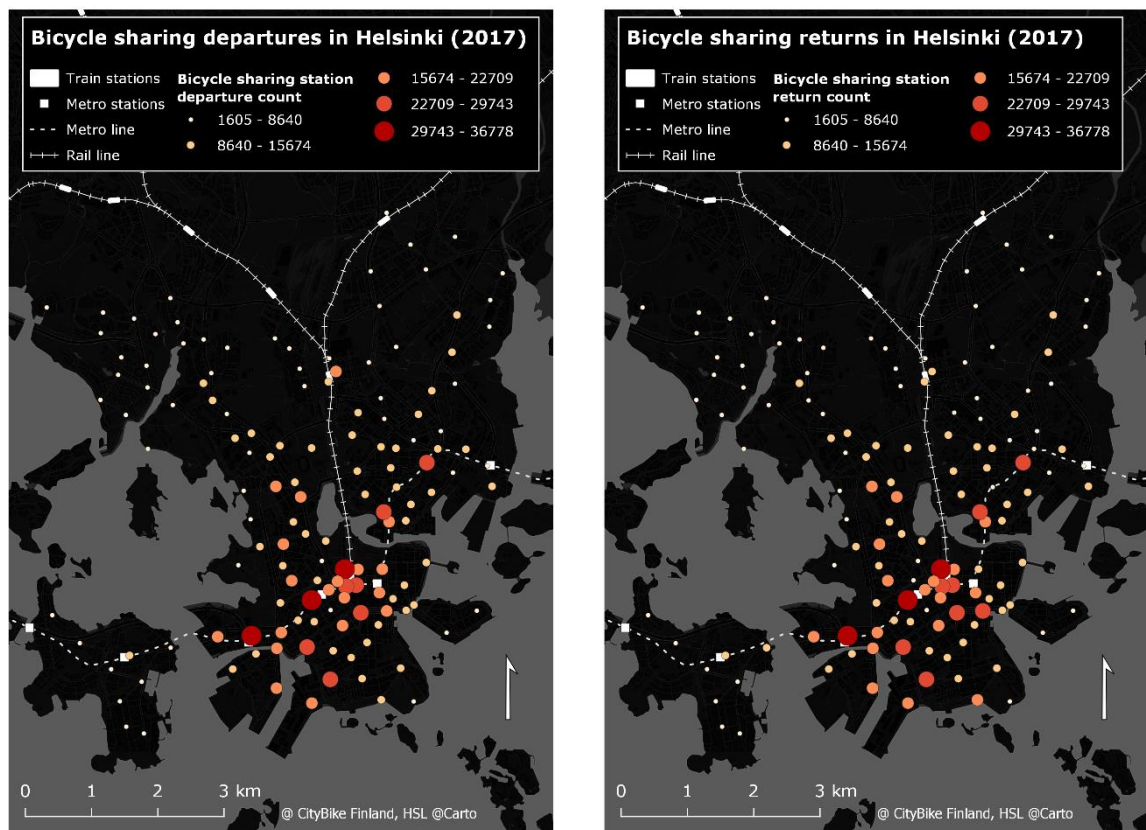 Bicycle sharing departures in Helsinki (2017)
Train stations
Metro stations
Metro line
Rail line
Bicycle sharing station
departure count
1605 - 8640
8640 - 15674
15674 - 22709
22709 - 29743
29743 - 36778
0 1 2 3 km
@ CityBike Finland, HSL @Carto
Bicycle sharing returns in Helsinki (2017)
Train stations
Metro stations
Metro line
Rail line
Bicycle sharing station
return count
1605 - 8640
8640 - 15674
15674 - 22709
22709 - 29743
29743 - 36778
0 1 2 3 km
@ CityBike Finland, HSL @Carto